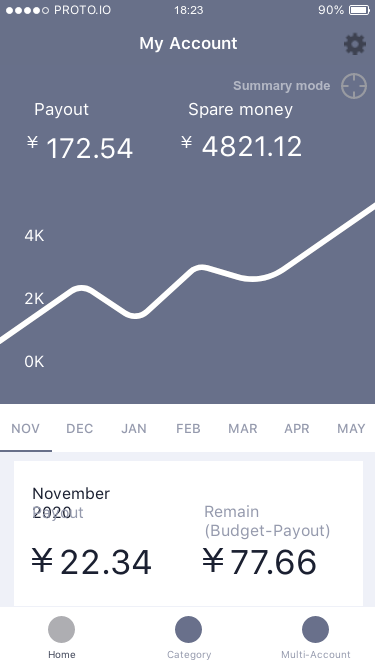 PROTO.IO 18:23 90%
My Account
Summary mode
Payout Spare money
¥ 172.54 ¥ 4821.12
4K
2K
0K
NOV DEC JAN FEB MAR APR MAY
November
2020
Payout Remain
(Budget-Payout)
¥22.34 ¥77.66
Home Category Multi-Account